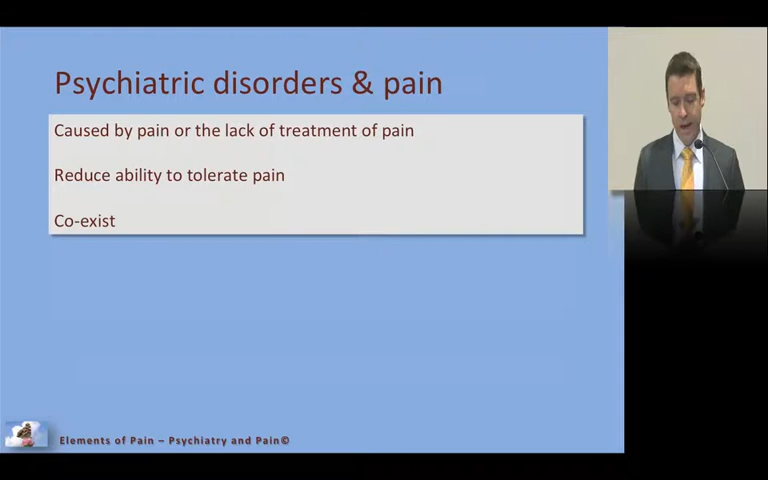 Psychiatric disorders & pain
Caused by pain or the lack of treatment of pain
Reduce ability to tolerate pain
Co-exist
Elements of Pain – Psychiatry and Pain©